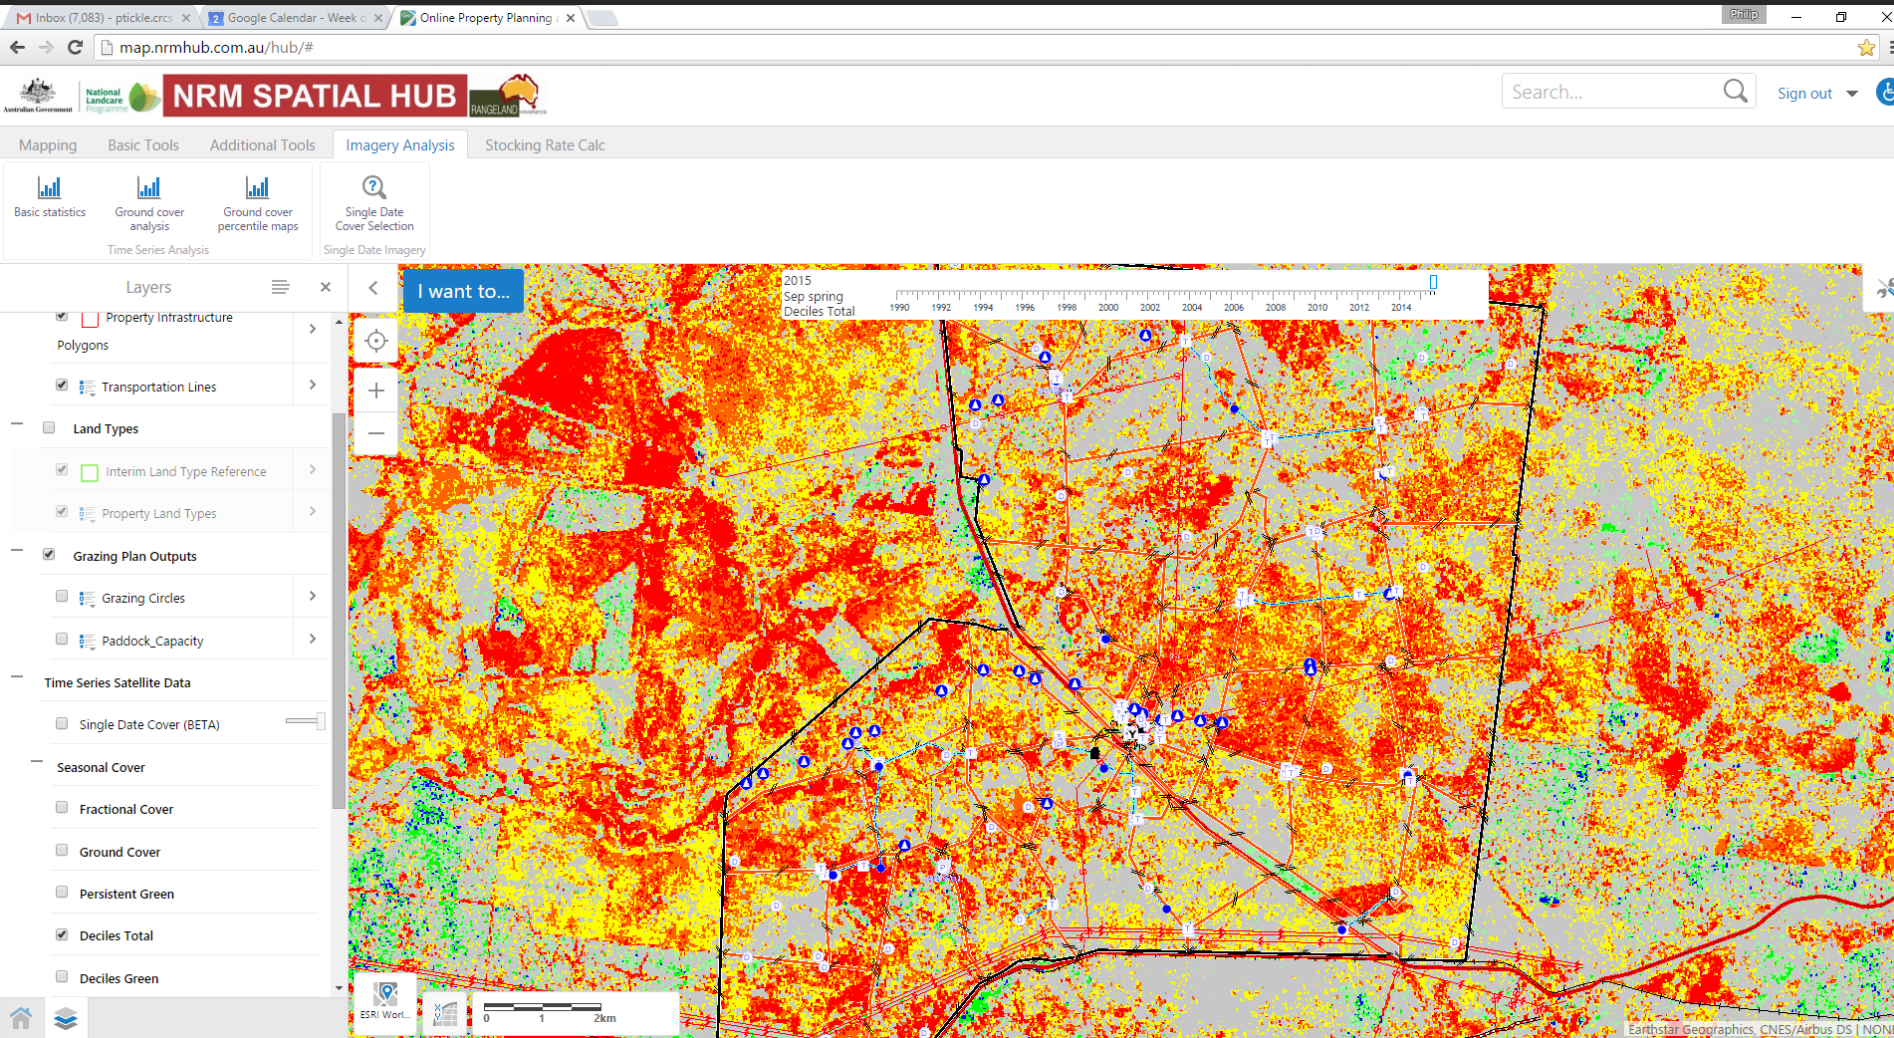 Inbox (7,083) - ptickle.crcs
Google Calendar - Week o
Online Property Planning
Philip
map.nrmhub.com.au/hub/#
Australian Government
National
Landcare
Programme
NRM SPATIAL HUB
RANGELAND
Search...
Sign out
Mapping
Basic Tools
Additional Tools
Imagery Analysis
Stocking Rate Calc
Basic statistics
Ground cover
analysis
Ground cover
percentile maps
Single Date
Cover Selection
Time Series Analysis
Single Date Imagery
Layers
I want to...
2015
Sep spring
Deciles Total
1990 1992 1994 1996 1998 2000 2002 2004 2006 2008 2010 2012 2014
Property Infrastructure
Polygons
Transportation Lines
Land Types
Interim Land Type Reference
Property Land Types
Grazing Plan Outputs
Grazing Circles
Paddock_Capacity
Time Series Satellite Data
Single Date Cover (BETA)
Seasonal Cover
Fractional Cover
Ground Cover
Persistent Green
Deciles Total
Deciles Green
ESRI Worl...
0 1 2km
Earthstar Geographics, CNES/Airbus DS | NON